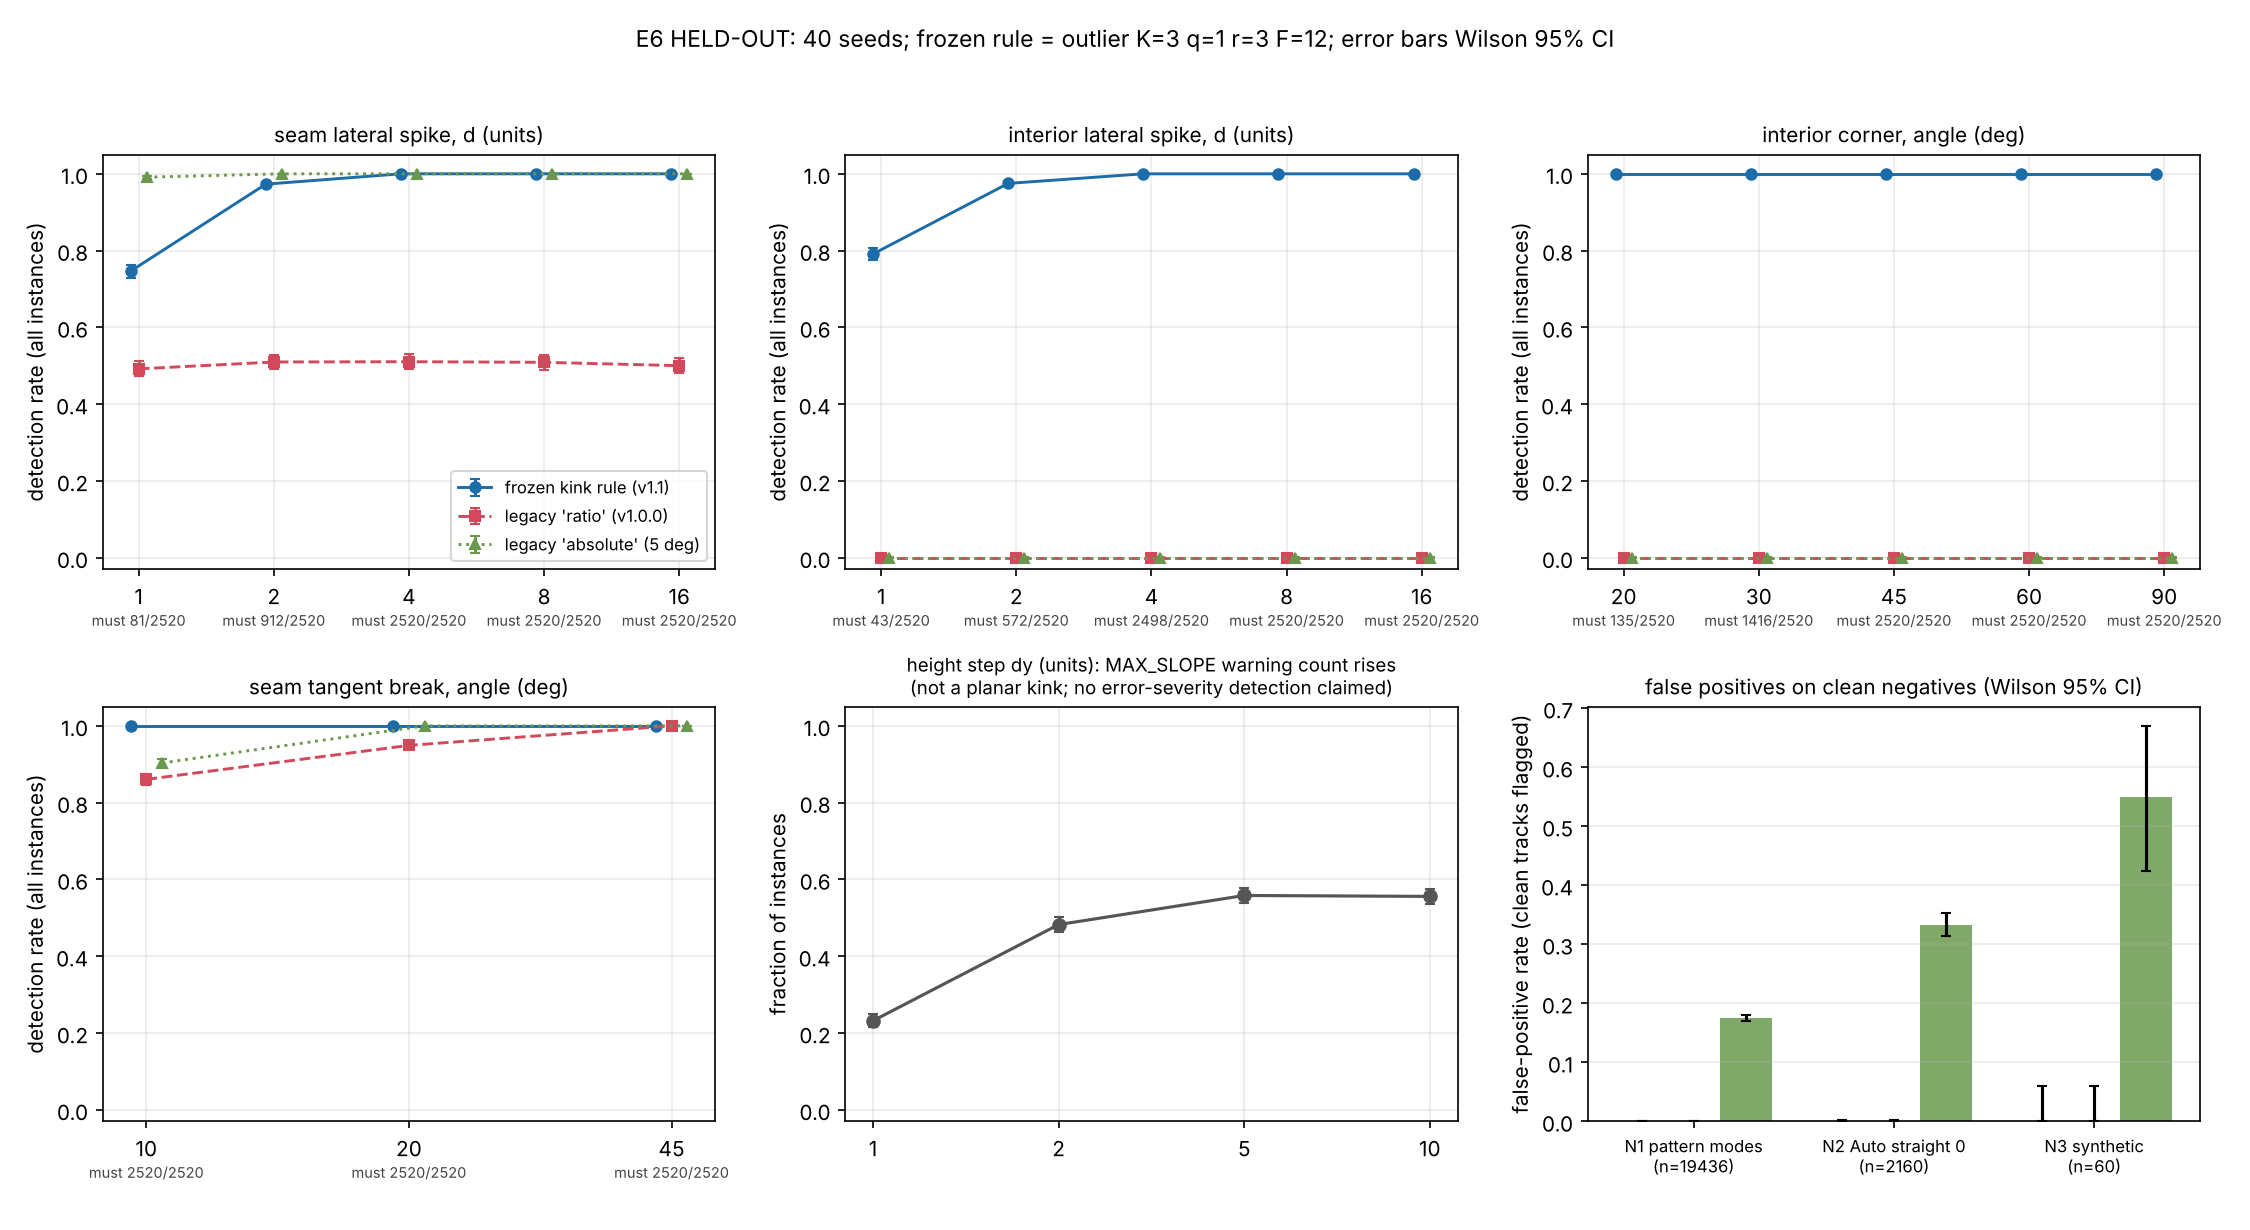 E6 HELD-OUT: 40 seeds; frozen rule = outlier K=3 q=1 r=3 F=12; error bars Wilson 95% CI
seam lateral spike, d (units)
detection rate (all instances)
1.0
0.8
0.6
0.4
0.2
0.0
frozen kink rule (v1.1)
legacy 'ratio' (v1.0.0)
legacy 'absolute' (5 deg)
1 2 4 8 16
must 81/2520 must 912/2520 must 2520/2520 must 2520/2520 must 2520/2520
interior lateral spike, d (units)
detection rate (all instances)
1.0
0.8
0.6
0.4
0.2
0.0
1 2 4 8 16
must 43/2520 must 572/2520 must 2498/2520 must 2520/2520 must 2520/2520
interior corner, angle (deg)
detection rate (all instances)
1.0
0.8
0.6
0.4
0.2
0.0
20 30 45 60 90
must 135/2520 must 1416/2520 must 2520/2520 must 2520/2520 must 2520/2520
seam tangent break, angle (deg)
detection rate (all instances)
1.0
0.8
0.6
0.4
0.2
0.0
10 20 45
must 2520/2520 must 2520/2520 must 2520/2520
height step dy (units): MAX_SLOPE warning count rises
(not a planar kink; no error-severity detection claimed)
fraction of instances
1.0
0.8
0.6
0.4
0.2
0.0
1 2 5 10
false positives on clean negatives (Wilson 95% CI)
false-positive rate (clean tracks flagged)
0.7
0.6
0.5
0.4
0.3
0.2
0.1
0.0
N1 pattern modes
(n=19436)
N2 Auto straight 0
(n=2160)
N3 synthetic
(n=60)